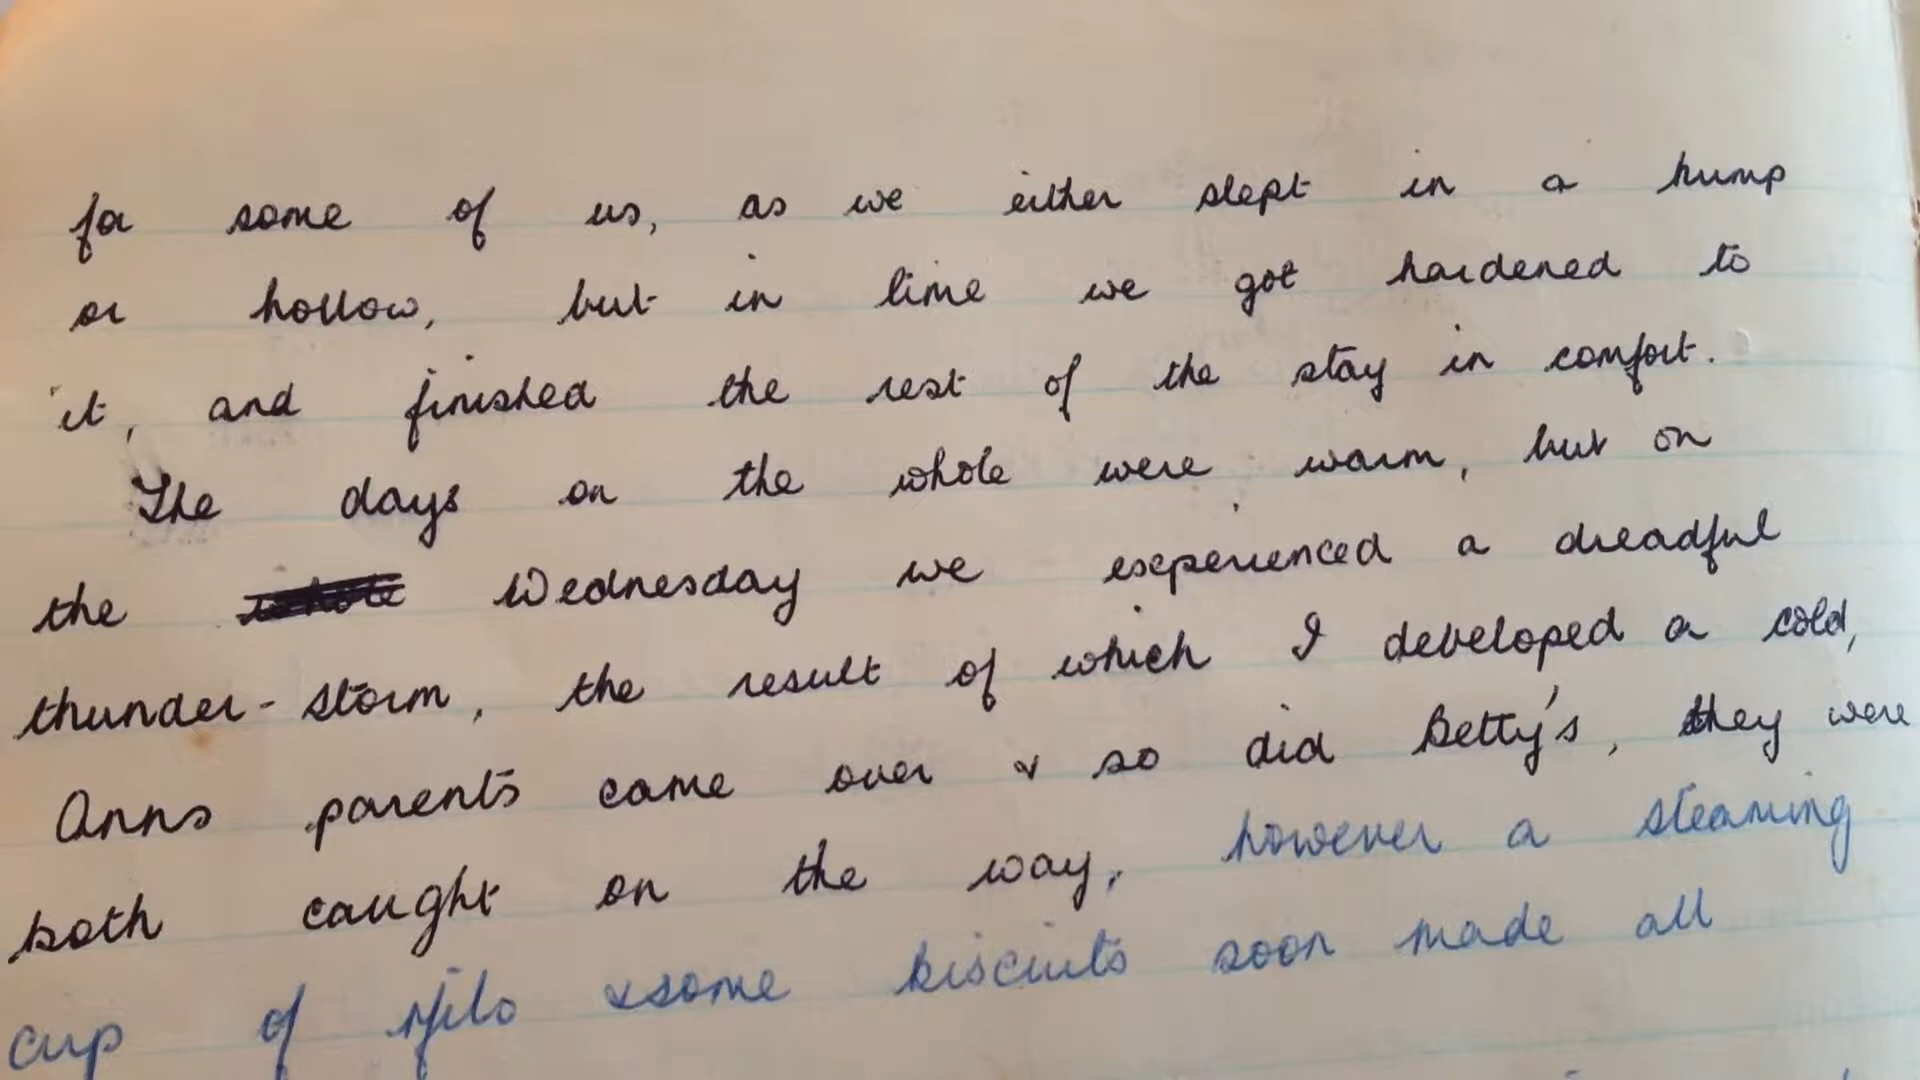 for some of us, as we either slept in a hump
or hollow, but in time we got hardened to
it, and finished the rest of the stay in comfort.
The days on the whole were warm, but on
the Wednesday we experienced a dreadful
thunder-storm, the result of which I developed a cold,
Anns parents came over & so did Betty's, they were
both caught on the way, however a steaming
cup of Milo & some biscuits soon made all